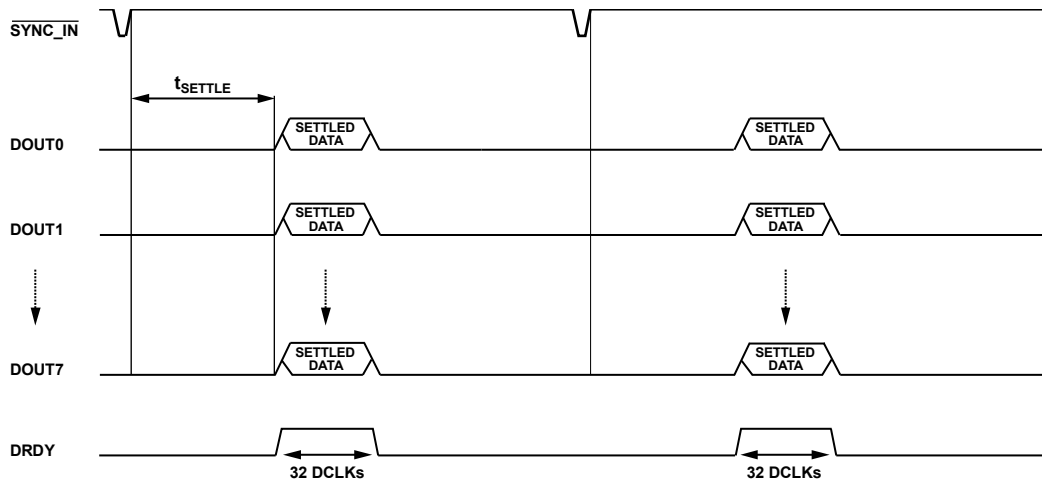 SYNC_IN
tSETTLE
DOUT0
SETTLED
DATA
SETTLED
DATA
DOUT1
SETTLED
DATA
SETTLED
DATA
DOUT7
SETTLED
DATA
SETTLED
DATA
DRDY
32 DCLKs
32 DCLKs